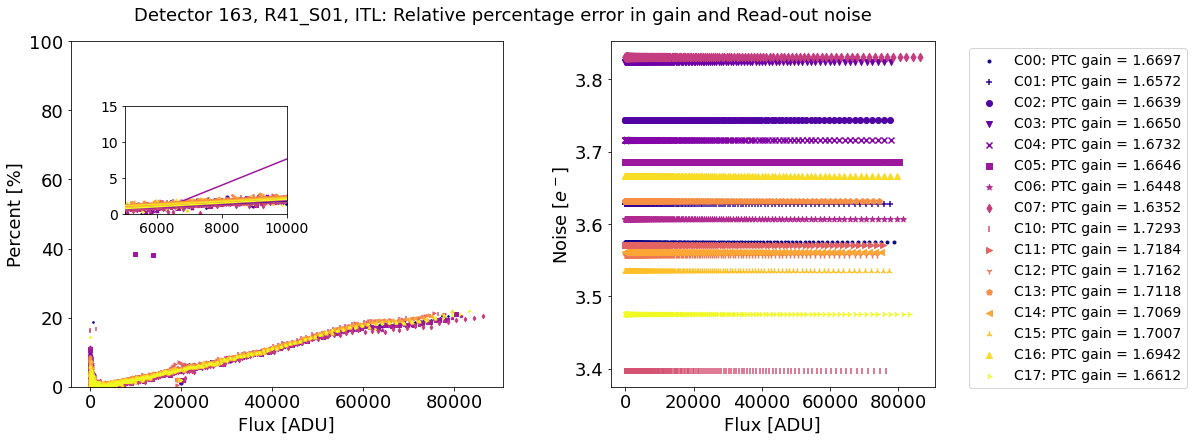 Detector 163, R41_S01, ITL: Relative percentage error in gain and Read-out noise
Percent [%]
100
80
60
40
20
0
15
10
5
0
6000 8000 10000
0 20000 40000 60000 80000
Flux [ADU]
Noise [e⁻]
3.8
3.7
3.6
3.5
3.4
0 20000 40000 60000 80000
Flux [ADU]
C00: PTC gain = 1.6697
C01: PTC gain = 1.6572
C02: PTC gain = 1.6639
C03: PTC gain = 1.6650
C04: PTC gain = 1.6732
C05: PTC gain = 1.6646
C06: PTC gain = 1.6448
C07: PTC gain = 1.6352
C10: PTC gain = 1.7293
C11: PTC gain = 1.7184
C12: PTC gain = 1.7162
C13: PTC gain = 1.7118
C14: PTC gain = 1.7069
C15: PTC gain = 1.7007
C16: PTC gain = 1.6942
C17: PTC gain = 1.6612